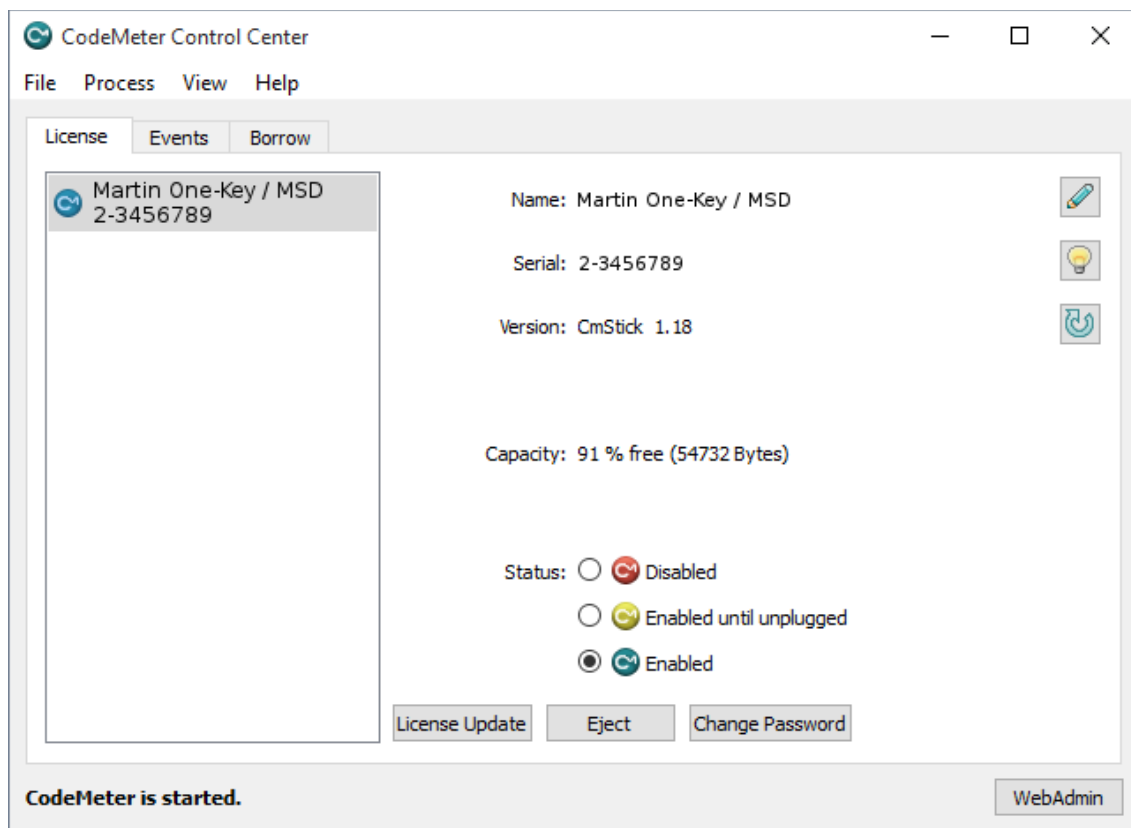 CodeMeter Control Center
File Process View Help
License Events Borrow
Martin One-Key / MSD
2-3456789
Name: Martin One-Key / MSD
Serial: 2-3456789
Version: CmStick 1.18
Capacity: 91 % free (54732 Bytes)
Status: Disabled
Enabled until unplugged
Enabled
License Update Eject Change Password
CodeMeter is started. WebAdmin